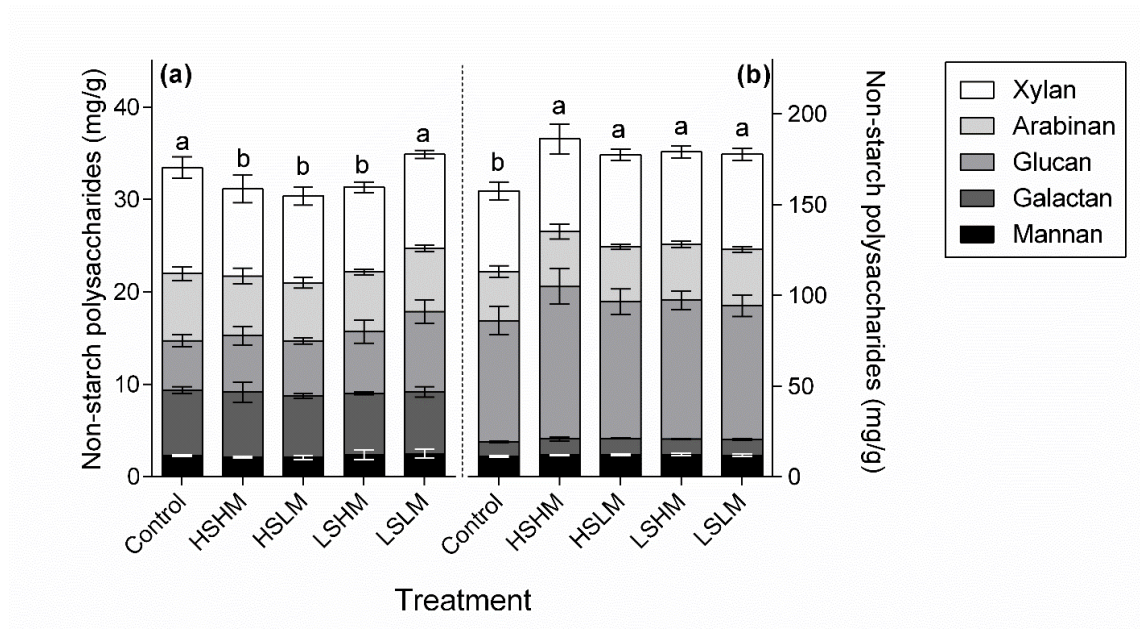 (a)
(b)
Non-starch polysaccharides (mg/g)
40
30
20
10
0
a
b
b
b
a
b
a
a
a
a
200
150
100
50
0
Non-starch polysaccharides (mg/g)
Control
HSHM
HSLM
LSHM
LSLM
Control
HSHM
HSLM
LSHM
LSLM
Treatment
Xylan
Arabinan
Glucan
Galactan
Mannan